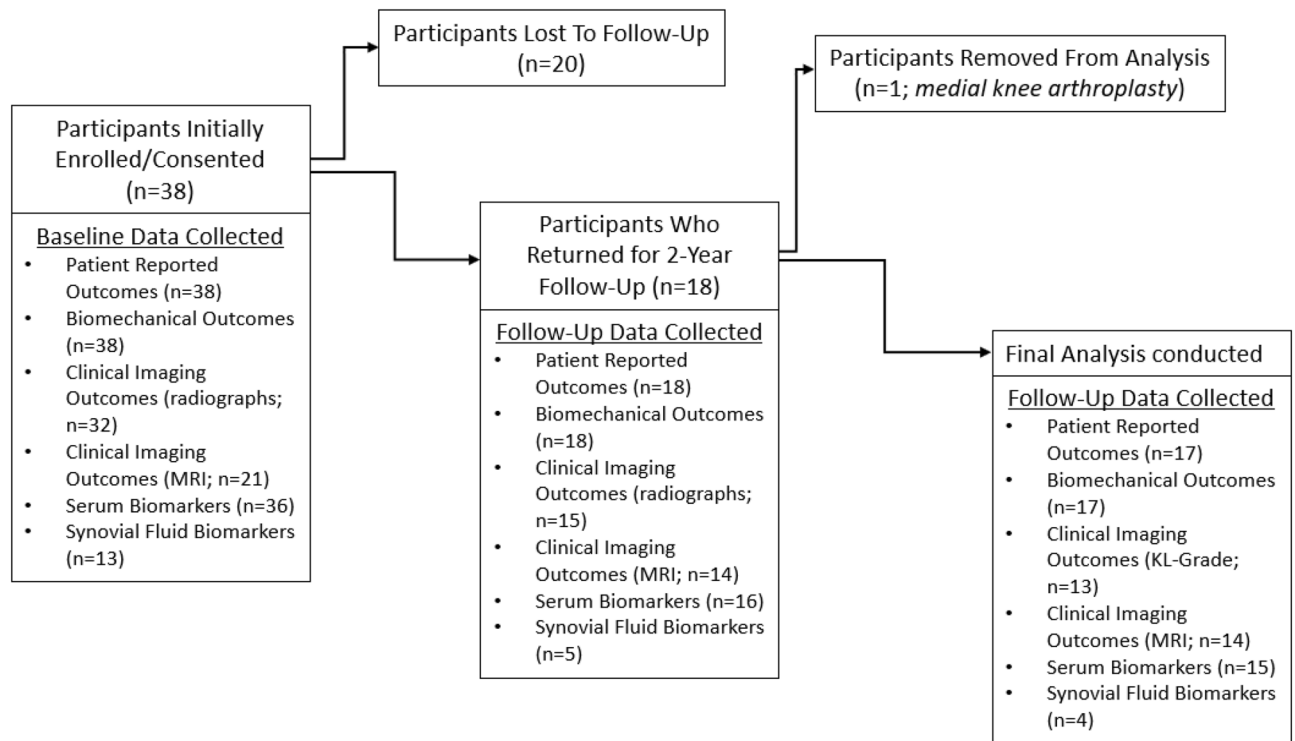 Participants Lost To Follow-Up
(n=20)
Participants Removed From Analysis
(n=1; medial knee arthroplasty)
Participants Initially
Enrolled/Consented
(n=38)
Baseline Data Collected
• Patient Reported
Outcomes (n=38)
• Biomechanical Outcomes
(n=38)
• Clinical Imaging
Outcomes (radiographs;
n=32)
• Clinical Imaging
Outcomes (MRI; n=21)
• Serum Biomarkers (n=36)
• Synovial Fluid Biomarkers
(n=13)
Participants Who
Returned for 2-Year
Follow-Up (n=18)
Follow-Up Data Collected
• Patient Reported
Outcomes (n=18)
• Biomechanical Outcomes
(n=18)
• Clinical Imaging
Outcomes (radiographs;
n=15)
• Clinical Imaging
Outcomes (MRI; n=14)
• Serum Biomarkers (n=16)
• Synovial Fluid Biomarkers
(n=5)
Final Analysis conducted
Follow-Up Data Collected
• Patient Reported
Outcomes (n=17)
• Biomechanical Outcomes
(n=17)
• Clinical Imaging
Outcomes (KL-Grade;
n=13)
• Clinical Imaging
Outcomes (MRI; n=14)
• Serum Biomarkers (n=15)
• Synovial Fluid Biomarkers
(n=4)